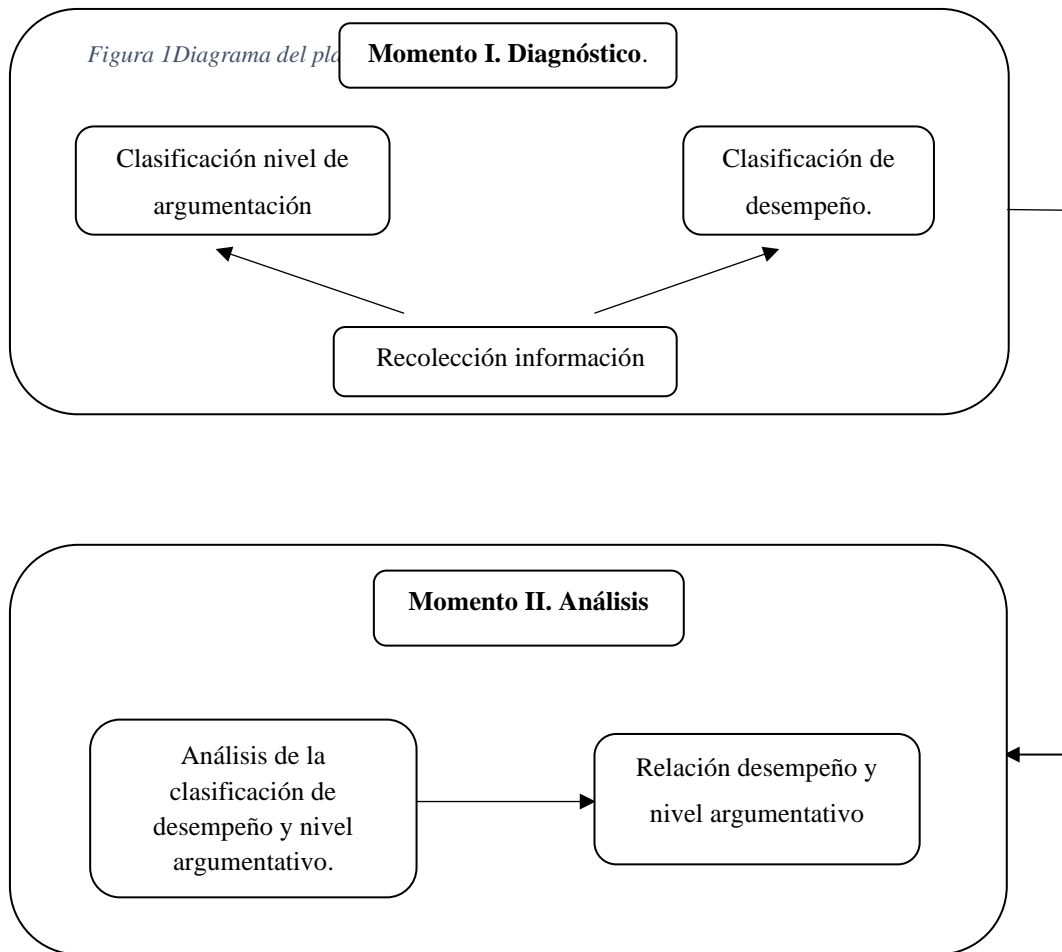 Figura 1Diagrama del
Momento I. Diagnóstico.
Clasificación nivel de
argumentación
Clasificación de
desempeño.
Recolección información
Momento II. Análisis
Análisis de la
clasificación de
desempeño y nivel
argumentativo.
Relación desempeño y
nivel argumentativo